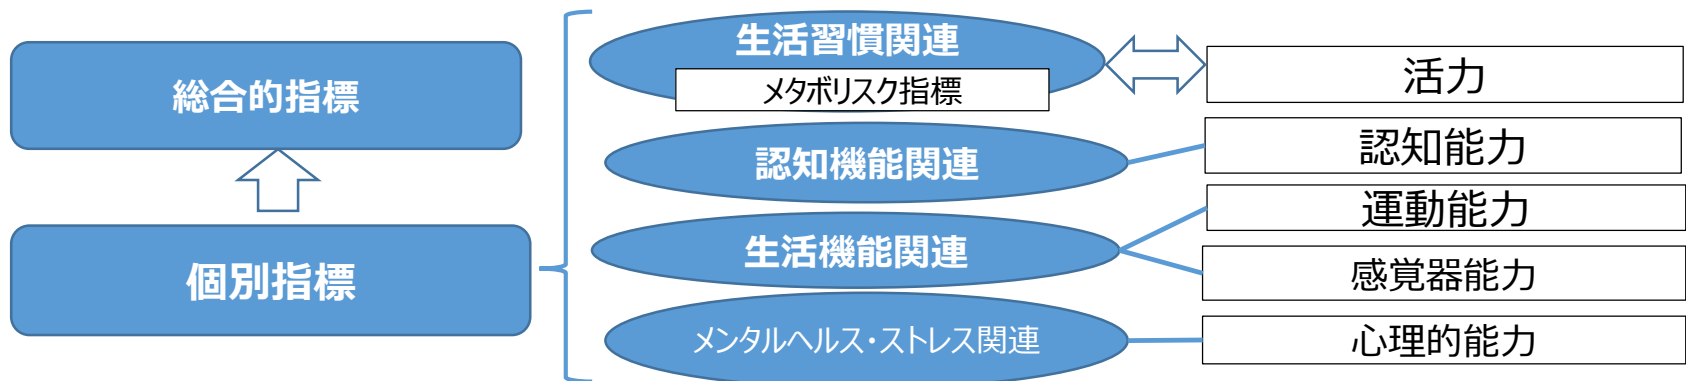 総合的指標
個別指標
生活習慣関連
メタボリスク指標
認知機能関連
生活機能関連
メンタルヘルス・ストレス関連
活力
認知能力
運動能力
感覚器能力
心理的能力